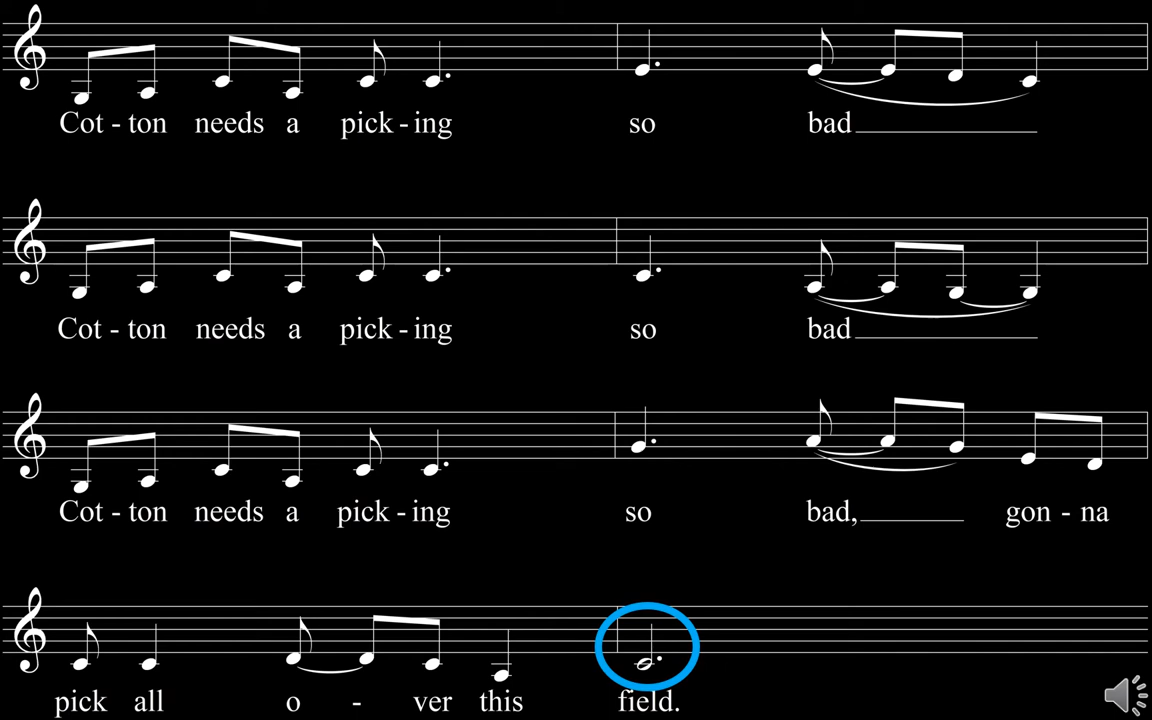 Cot - ton needs a pick - ing so bad
Cot - ton needs a pick - ing so bad
Cot - ton needs a pick - ing so bad, gon - na
pick all o - ver this field.